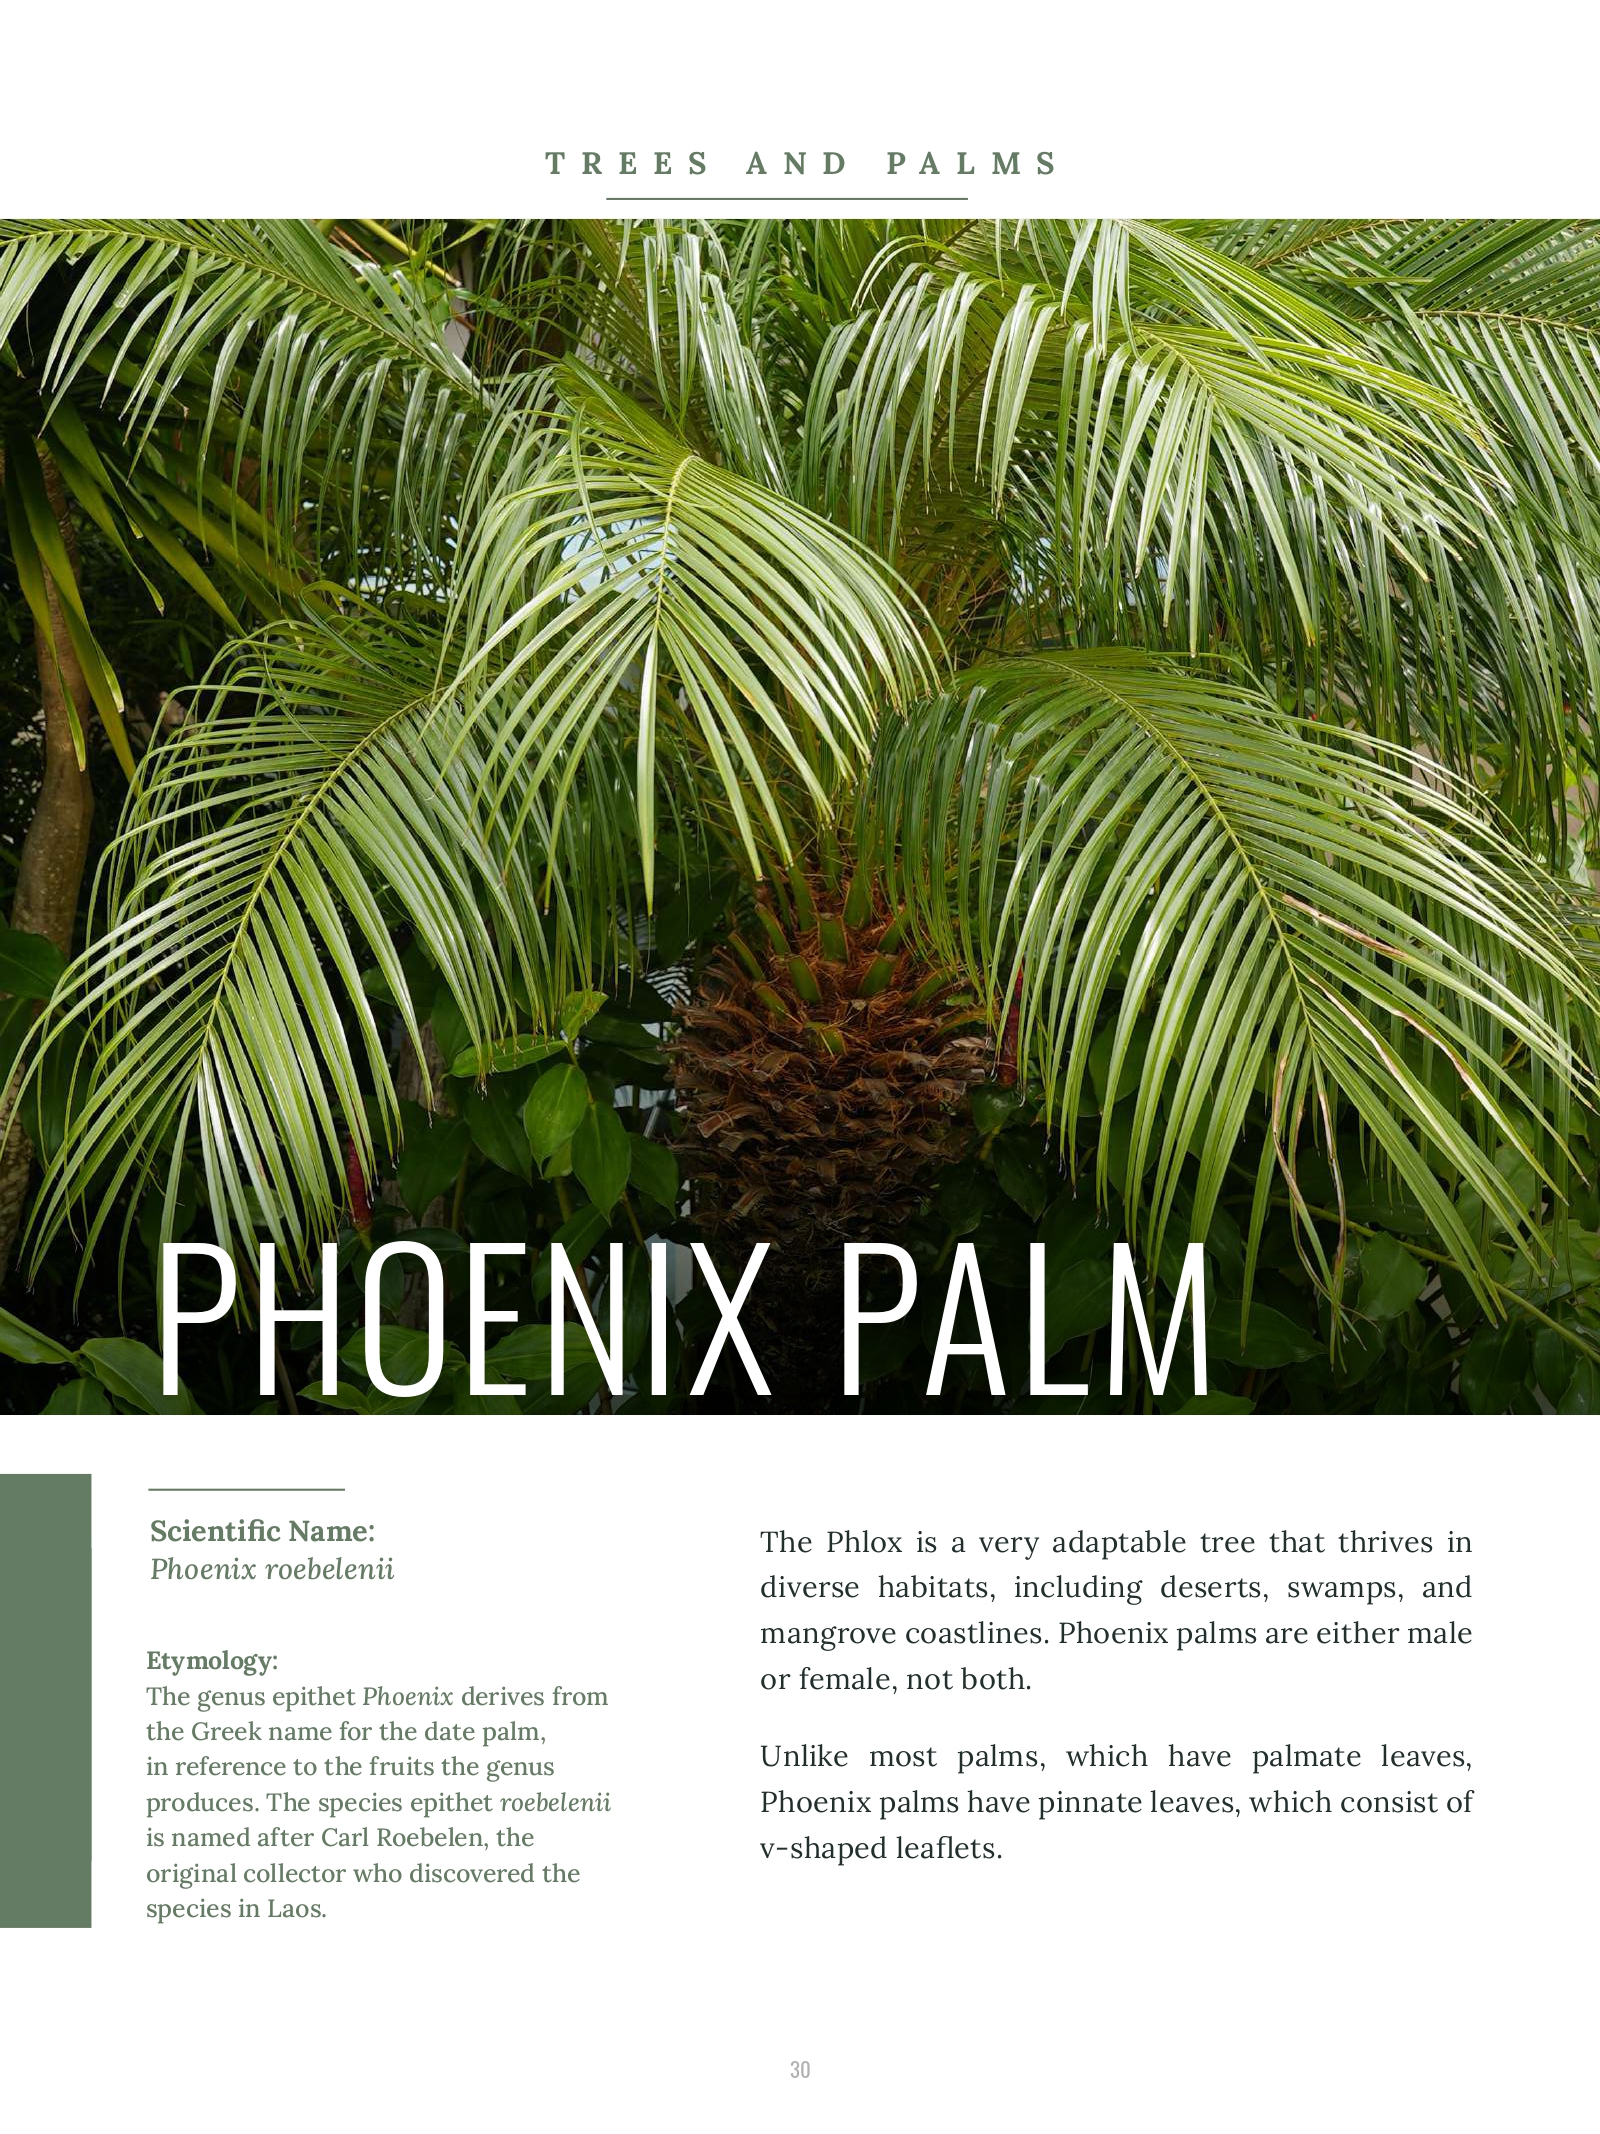 TREES AND PALMS
PHOENIX PALM
Scientific Name:
Phoenix roebelenii
Etymology:
The genus epithet Phoenix derives from
the Greek name for the date palm,
in reference to the fruits the genus
produces. The species epithet roebelenii
is named after Carl Roebelen, the
original collector who discovered the
species in Laos.
The Phlox is a very adaptable tree that thrives in
diverse habitats, including deserts, swamps, and
mangrove coastlines. Phoenix palms are either male
or female, not both.
Unlike most palms, which have palmate leaves,
Phoenix palms have pinnate leaves, which consist of
v-shaped leaflets.
30